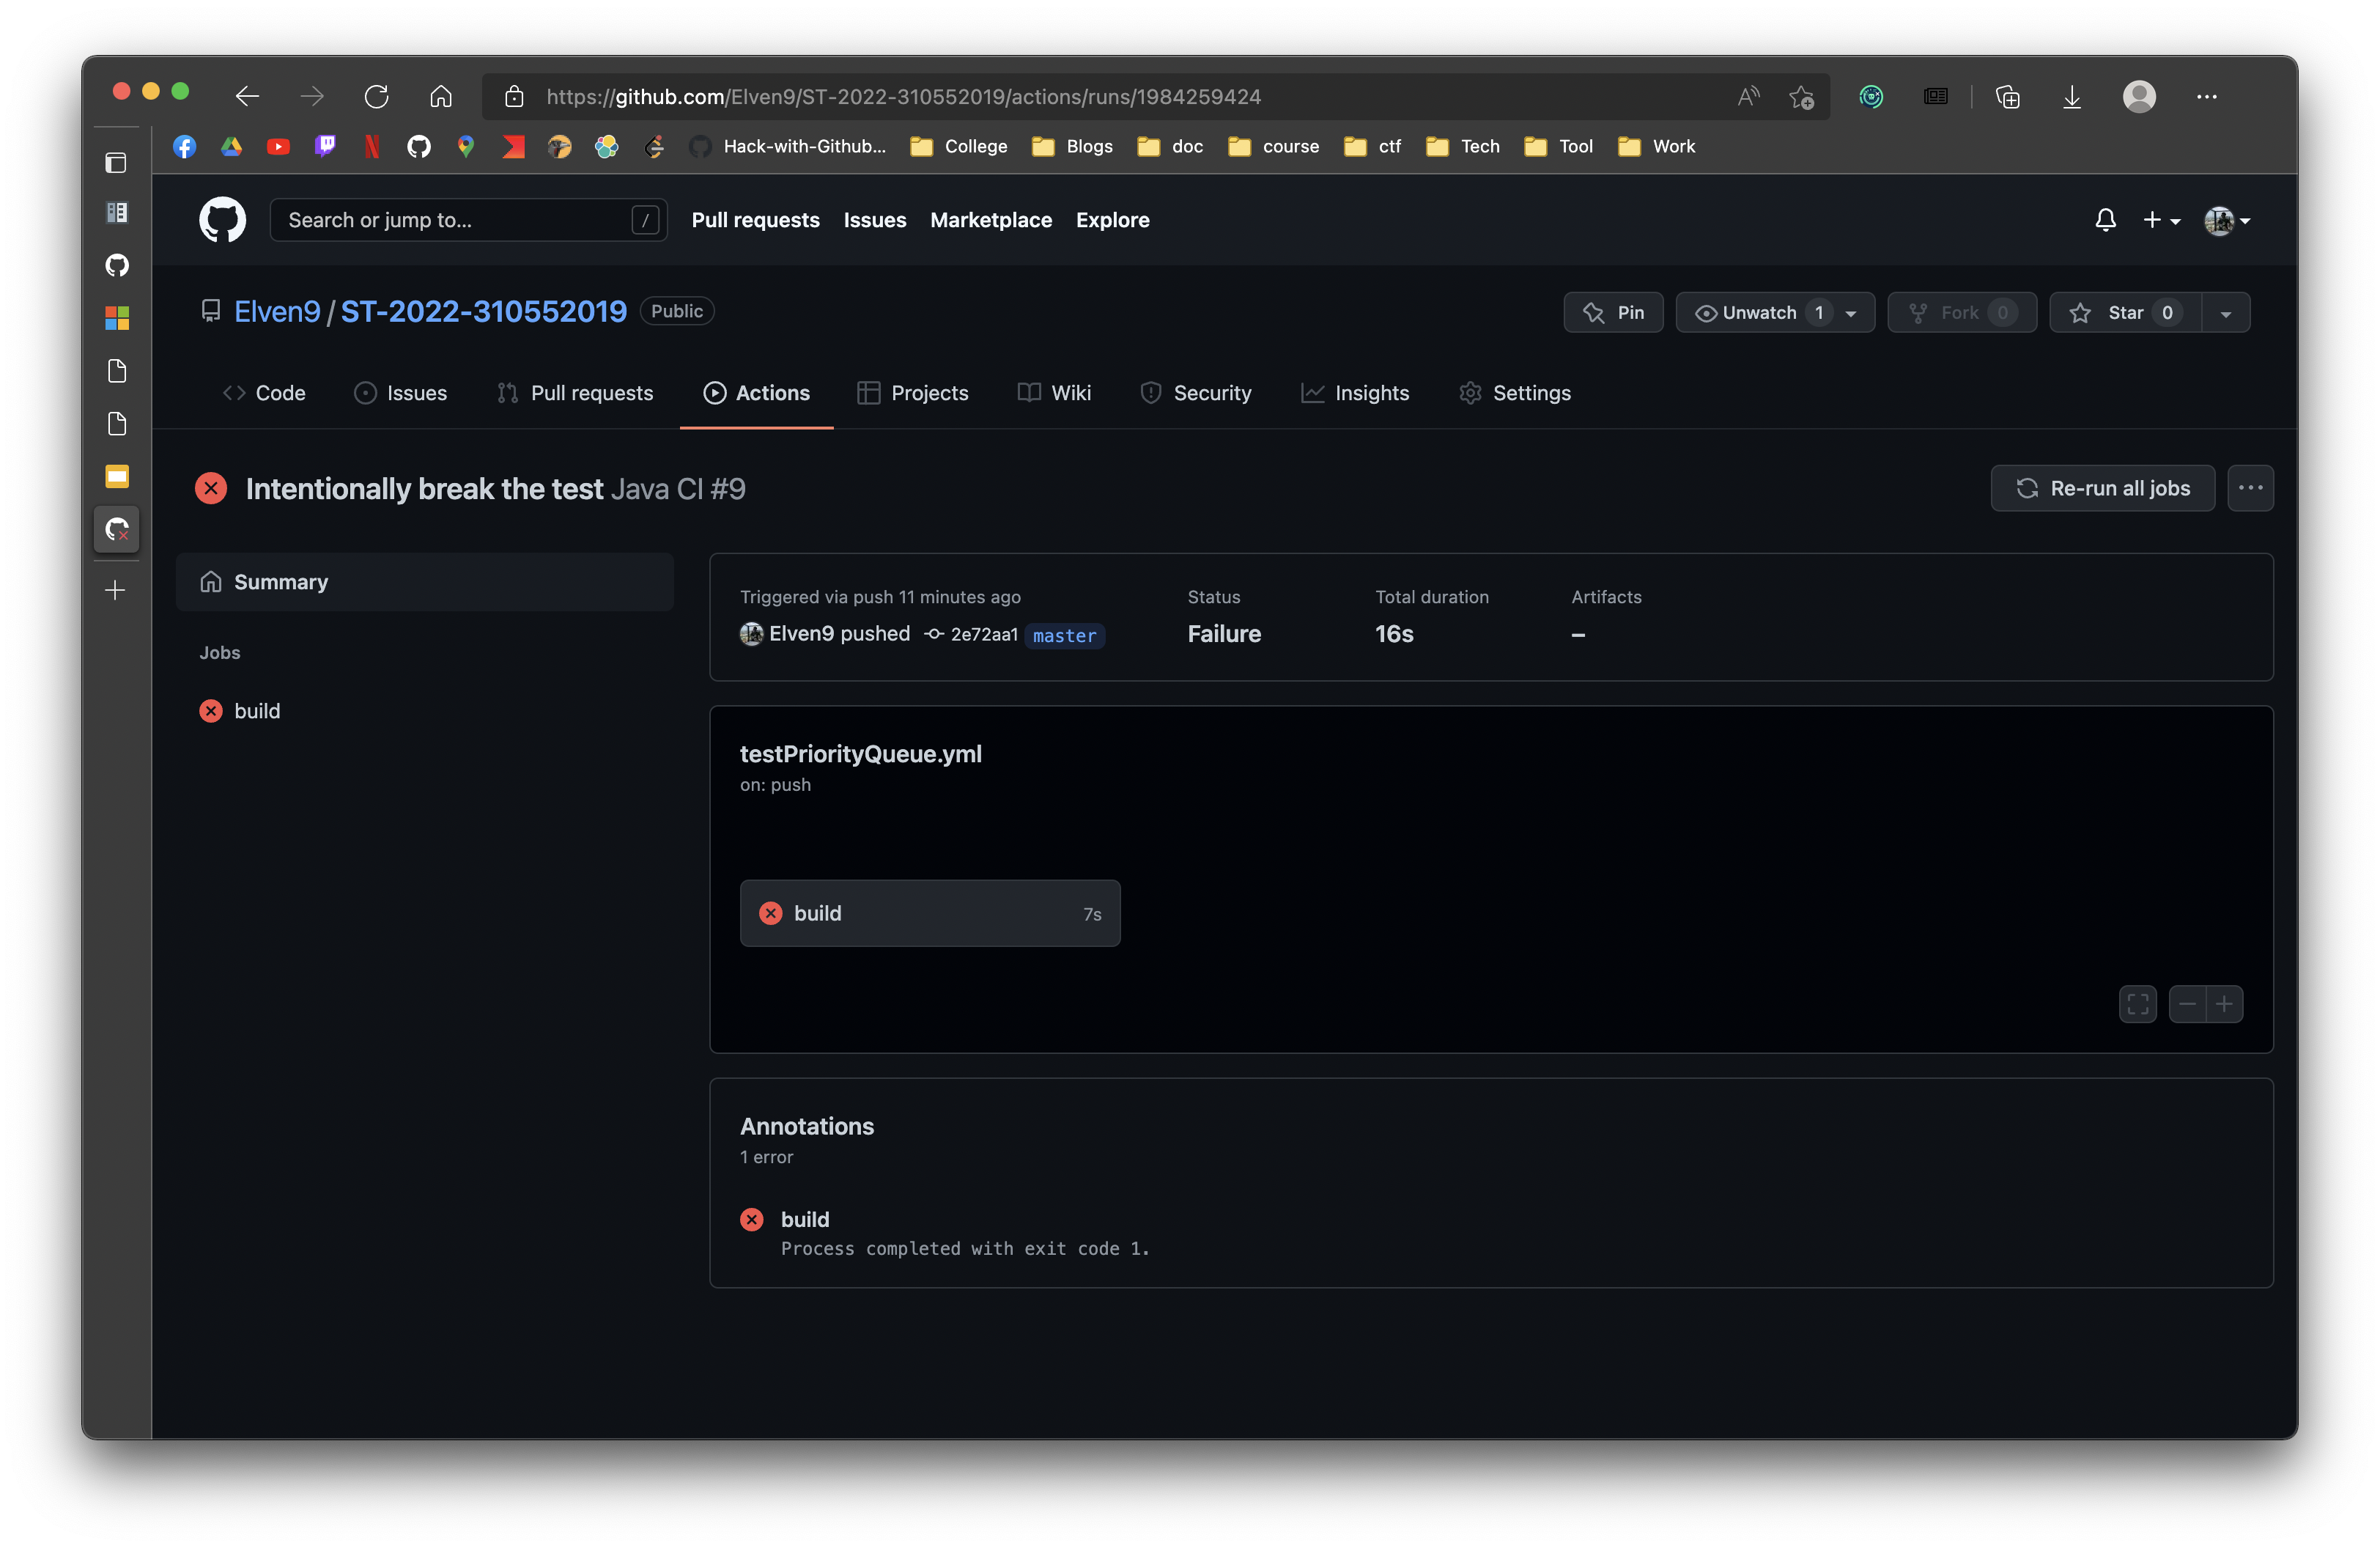 https://github.com/Elven9/ST-2022-310552019/actions/runs/1984259424
Hack-with-Github... College Blogs doc course ctf Tech Tool Work
Search or jump to... / Pull requests Issues Marketplace Explore
Elven9 / ST-2022-310552019 Public Pin Unwatch 1 Fork 0 Star 0
Code Issues Pull requests Actions Projects Wiki Security Insights Settings
Intentionally break the test Java CI #9 Re-run all jobs
Summary
Jobs
build
Triggered via push 11 minutes ago Status Total duration Artifacts
Elven9 pushed 2e72aa1 master Failure 16s –
testPriorityQueue.yml
on: push
build 7s
Annotations
1 error
build
Process completed with exit code 1.